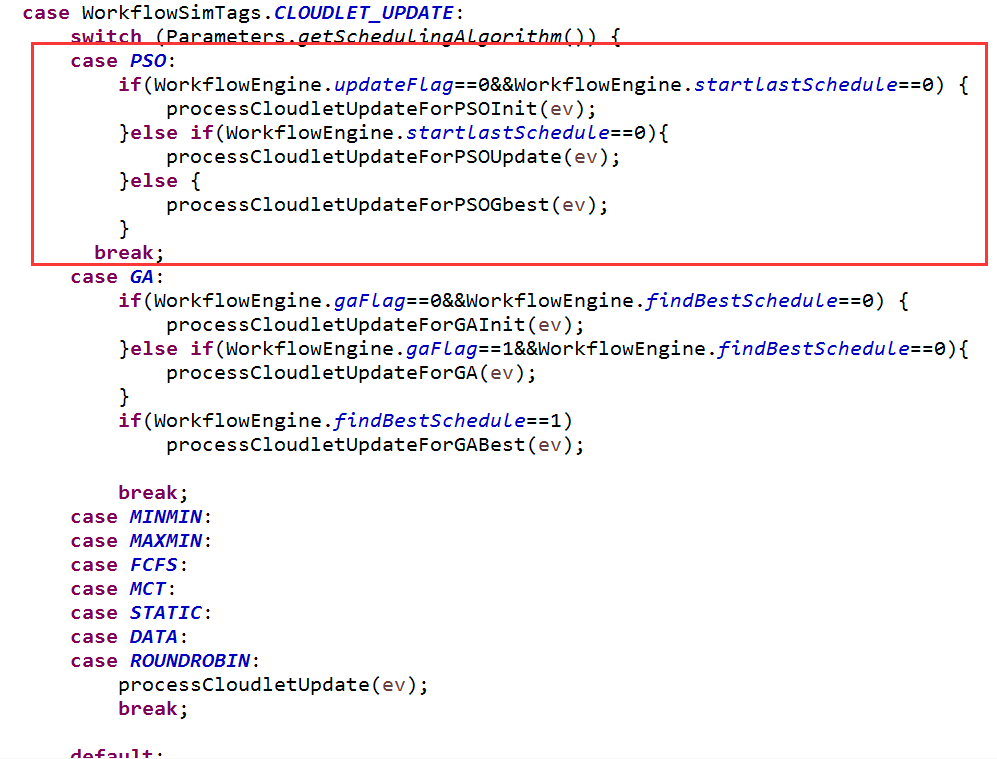 case WorkflowSimTags.CLOUDLET_UPDATE:
switch (Parameters.getSchedulingAlgorithm()) {
case PSO:
if(WorkflowEngine.updateFlag==0&&WorkflowEngine.startlastSchedule==0) {
processCloudletUpdateForPSOInit(ev);
}else if(WorkflowEngine.startlastSchedule==0){
processCloudletUpdateForPSOUpdate(ev);
}else {
processCloudletUpdateForPSOGbest(ev);
}
break;
case GA:
if(WorkflowEngine.gaFlag==0&&WorkflowEngine.findBestSchedule==0) {
processCloudletUpdateForGAInit(ev);
}else if(WorkflowEngine.gaFlag==1&&WorkflowEngine.findBestSchedule==0){
processCloudletUpdateForGA(ev);
}
if(WorkflowEngine.findBestSchedule==1)
processCloudletUpdateForGABest(ev);
break;
case MINMIN:
case MAXMIN:
case FCFS:
case MCT:
case STATIC:
case DATA:
case ROUNDROBIN:
processCloudletUpdate(ev);
break;
default: